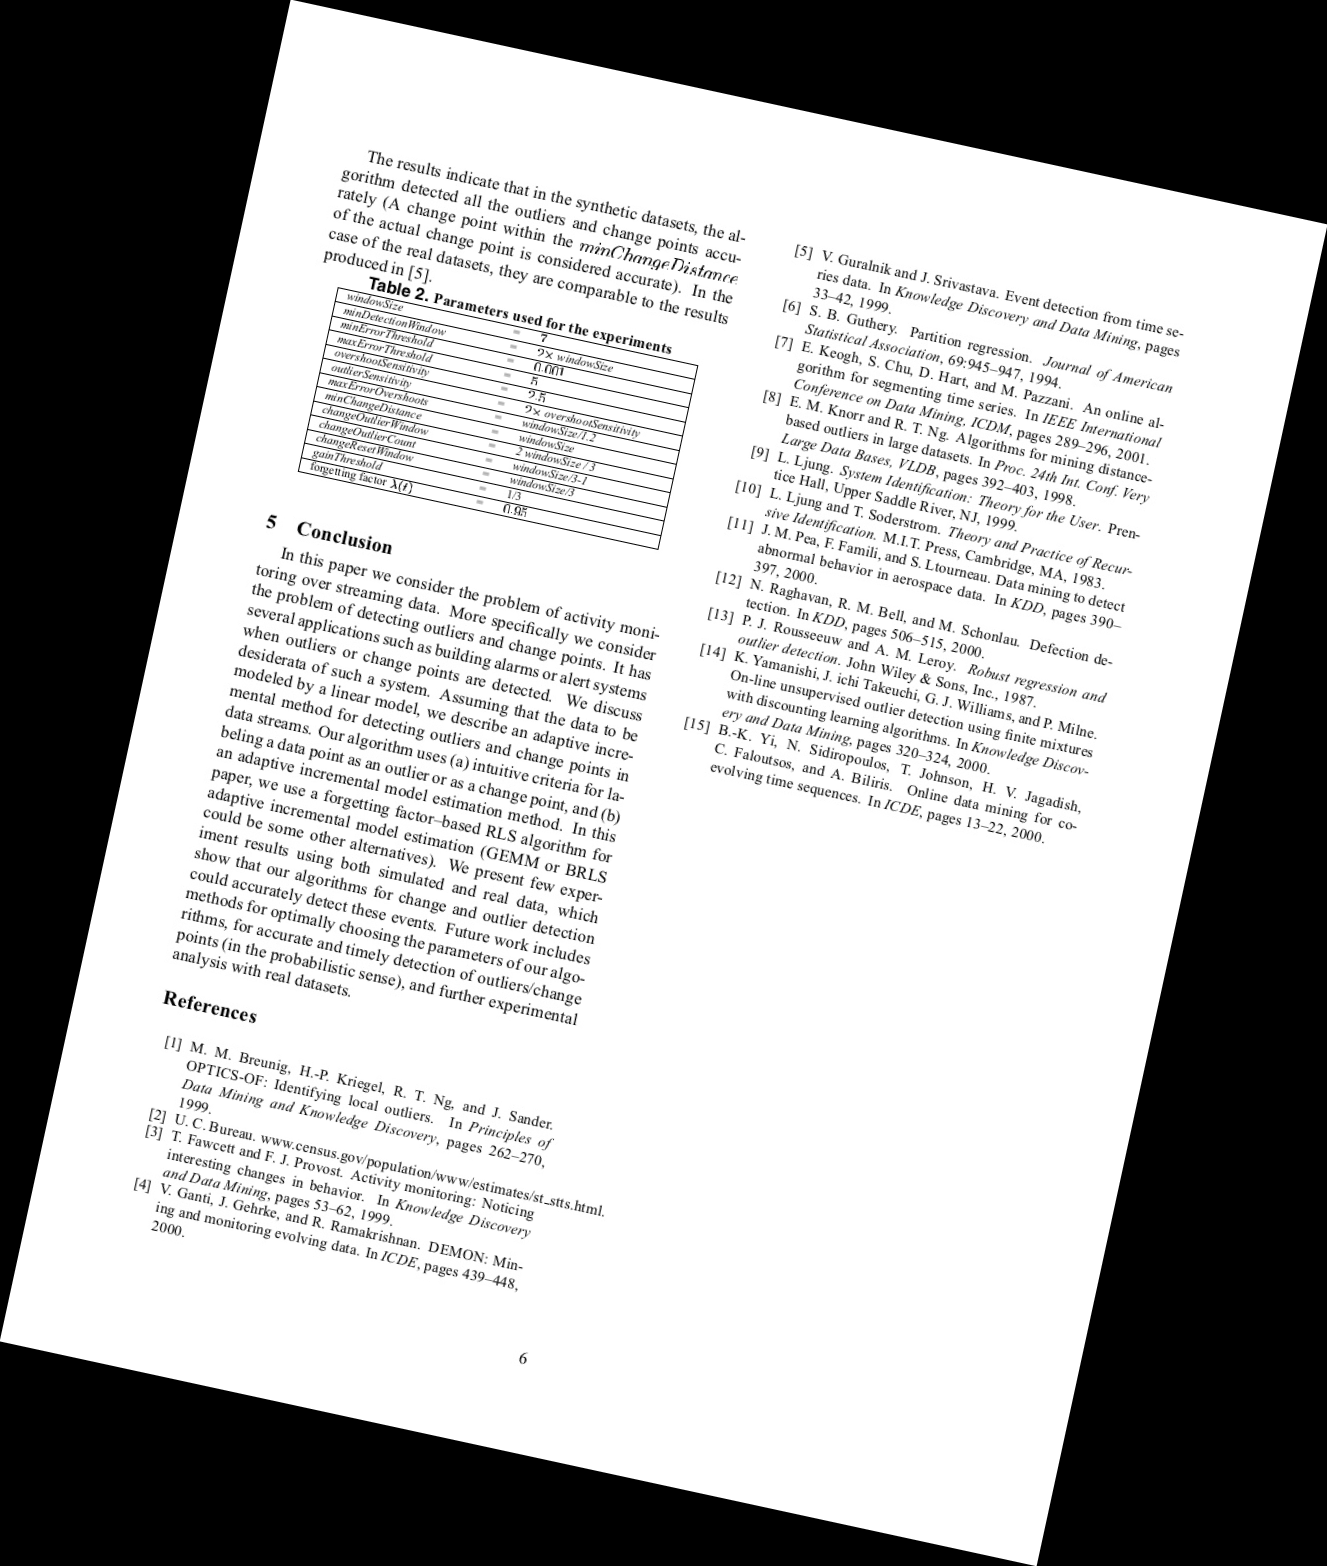 The results indicate that in the synthetic datasets, the al-
gorithm detected all the outliers and change points accu-
rately (A change point within the minChangeDistance
of the actual change point is considered accurate). In the
case of the real datasets, they are comparable to the results
produced in [5].
Table 2. Parameters used for the experiments
windowSize = 7
minDetectionWindow = 2× windowSize
minErrorThreshold = 0.001
maxErrorThreshold = 5
overshootSensitivity = 2.5
outlierSensitivity = 2× overshootSensitivity
maxErrorOvershoots = windowSize/1.2
minChangeDistance = windowSize
changeOutlierWindow = 2 windowSize / 3
changeOutlierCount = windowSize/3-1
changeResetWindow = windowSize/3
gainThreshold = 1/3
forgetting factor λ(t) = 0.95
5 Conclusion
In this paper we consider the problem of activity moni-
toring over streaming data. More specifically we consider
the problem of detecting outliers and change points. It has
several applications such as building alarms or alert systems
when outliers or change points are detected. We discuss
desiderata of such a system. Assuming that the data to be
modeled by a linear model, we describe an adaptive incre-
mental method for detecting outliers and change points in
data streams. Our algorithm uses (a) intuitive criteria for la-
beling a data point as an outlier or as a change point, and (b)
an adaptive incremental model estimation method. In this
paper, we use a forgetting factor–based RLS algorithm for
adaptive incremental model estimation (GEMM or BRLS
could be some other alternatives). We present few exper-
iment results using both simulated and real data, which
show that our algorithms for change and outlier detection
could accurately detect these events. Future work includes
methods for optimally choosing the parameters of our algo-
rithms, for accurate and timely detection of outliers/change
points (in the probabilistic sense), and further experimental
analysis with real datasets.
References
[1] M. M. Breunig, H.-P. Kriegel, R. T. Ng, and J. Sander.
OPTICS-OF: Identifying local outliers. In Principles of
Data Mining and Knowledge Discovery, pages 262–270,
1999.
[2] U. C. Bureau. www.census.gov/population/www/estimates/st_stts.html.
[3] T. Fawcett and F. J. Provost. Activity monitoring: Noticing
interesting changes in behavior. In Knowledge Discovery
and Data Mining, pages 53–62, 1999.
[4] V. Ganti, J. Gehrke, and R. Ramakrishnan. DEMON: Min-
ing and monitoring evolving data. In ICDE, pages 439–448,
2000.
[5] V. Guralnik and J. Srivastava. Event detection from time se-
ries data. In Knowledge Discovery and Data Mining, pages
33–42, 1999.
[6] S. B. Guthery. Partition regression. Journal of American
Statistical Association, 69:945–947, 1994.
[7] E. Keogh, S. Chu, D. Hart, and M. Pazzani. An online al-
gorithm for segmenting time series. In IEEE International
Conference on Data Mining, ICDM, pages 289–296, 2001.
[8] E. M. Knorr and R. T. Ng. Algorithms for mining distance-
based outliers in large datasets. In Proc. 24th Int. Conf. Very
Large Data Bases, VLDB, pages 392–403, 1998.
[9] L. Ljung. System Identification: Theory for the User. Pren-
tice Hall, Upper Saddle River, NJ, 1999.
[10] L. Ljung and T. Soderstrom. Theory and Practice of Recur-
sive Identification. M.I.T. Press, Cambridge, MA, 1983.
[11] J. M. Pea, F. Famili, and S. Ltourneau. Data mining to detect
abnormal behavior in aerospace data. In KDD, pages 390–
397, 2000.
[12] N. Raghavan, R. M. Bell, and M. Schonlau. Defection de-
tection. In KDD, pages 506–515, 2000.
[13] P. J. Rousseeuw and A. M. Leroy. Robust regression and
outlier detection. John Wiley & Sons, Inc., 1987.
[14] K. Yamanishi, J. ichi Takeuchi, G. J. Williams, and P. Milne.
On-line unsupervised outlier detection using finite mixtures
with discounting learning algorithms. In Knowledge Discov-
ery and Data Mining, pages 320–324, 2000.
[15] B.-K. Yi, N. Sidiropoulos, T. Johnson, H. V. Jagadish,
C. Faloutsos, and A. Biliris. Online data mining for co-
evolving time sequences. In ICDE, pages 13–22, 2000.
6